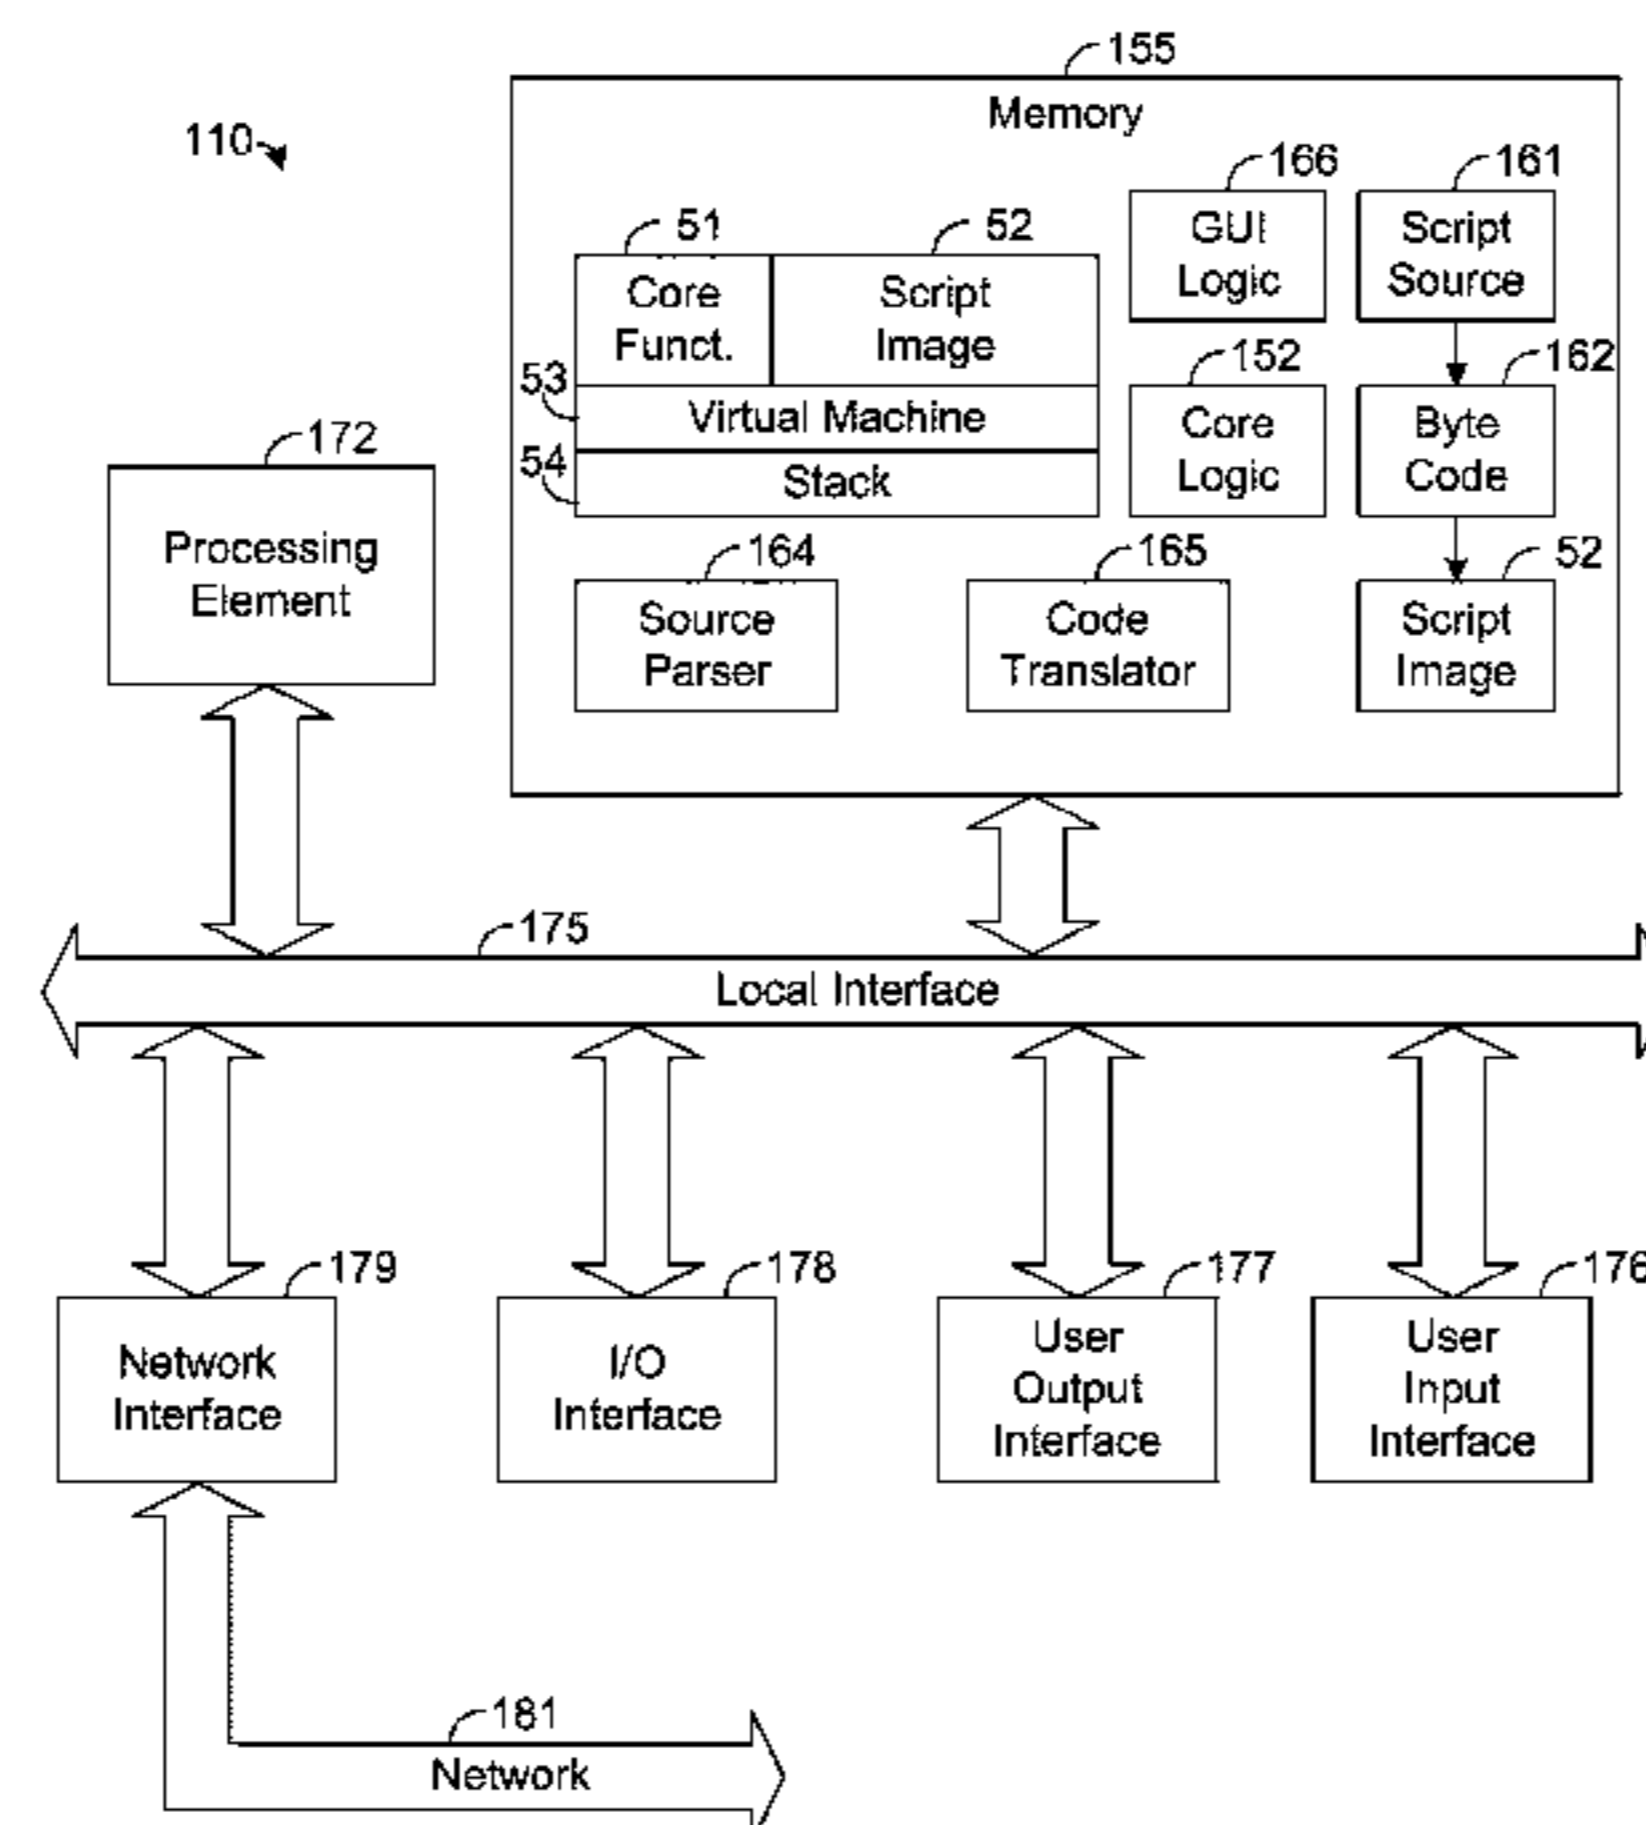 155
Memory
110
166
161
51
52
GUI
Logic
Script
Source
Core
Funct.
Script
Image
53
152
162
Virtual Machine
Core
Logic
Byte
Code
172
54
Stack
Processing
Element
164
165
52
Source
Parser
Code
Translator
Script
Image
175
Local Interface
179
178
177
176
Network
Interface
I/O
Interface
User
Output
Interface
User
Input
Interface
181
Network